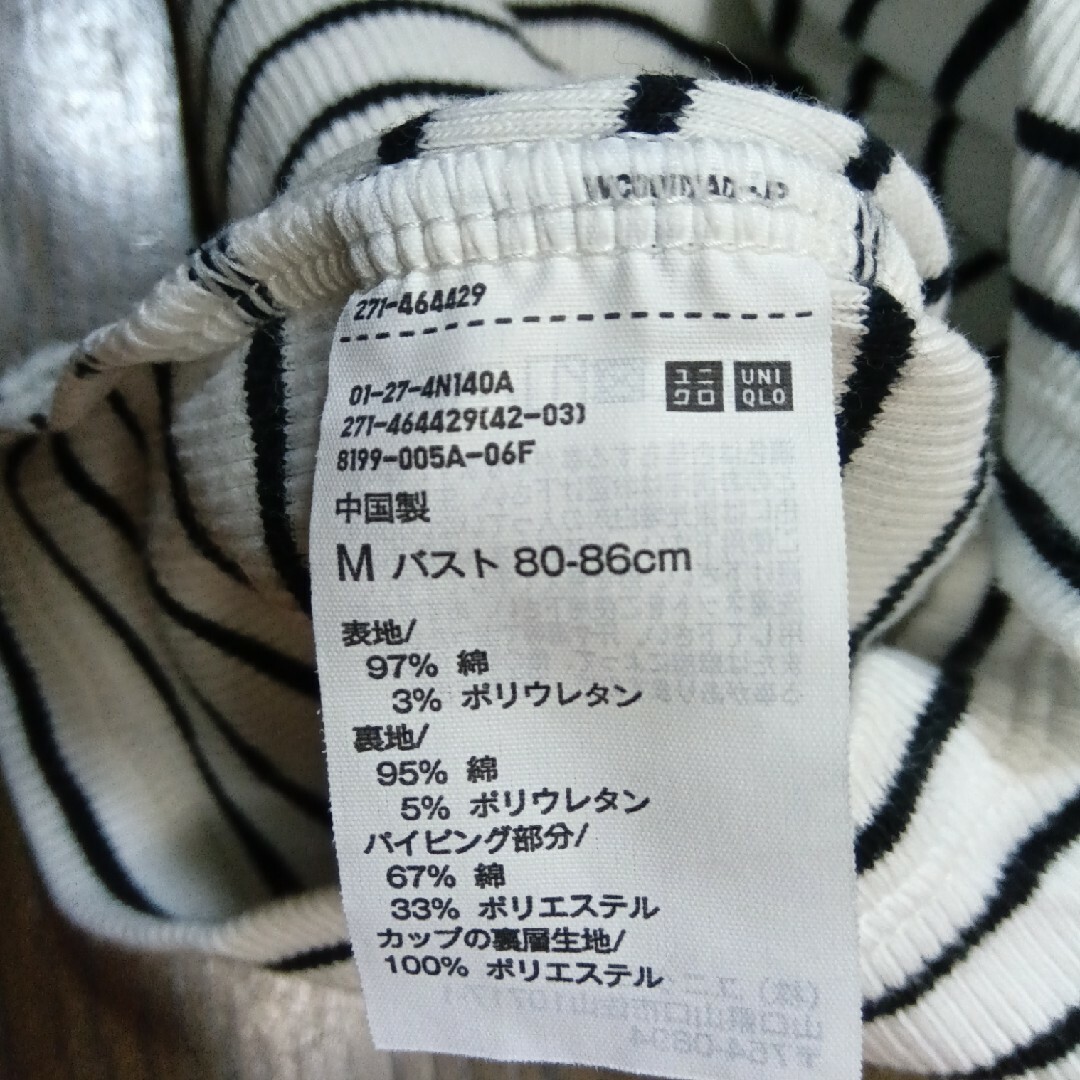 271-464429
01-27-4N140A
271-464429(42-03)
8199-005A-06F
ユニ
クロ
UNI
QLO
中国製
M バスト 80-86cm
表地/
97% 綿
3% ポリウレタン
裏地/
95% 綿
5% ポリウレタン
パイピング部分/
67% 綿
33% ポリエステル
カップの裏層生地/
100% ポリエステル